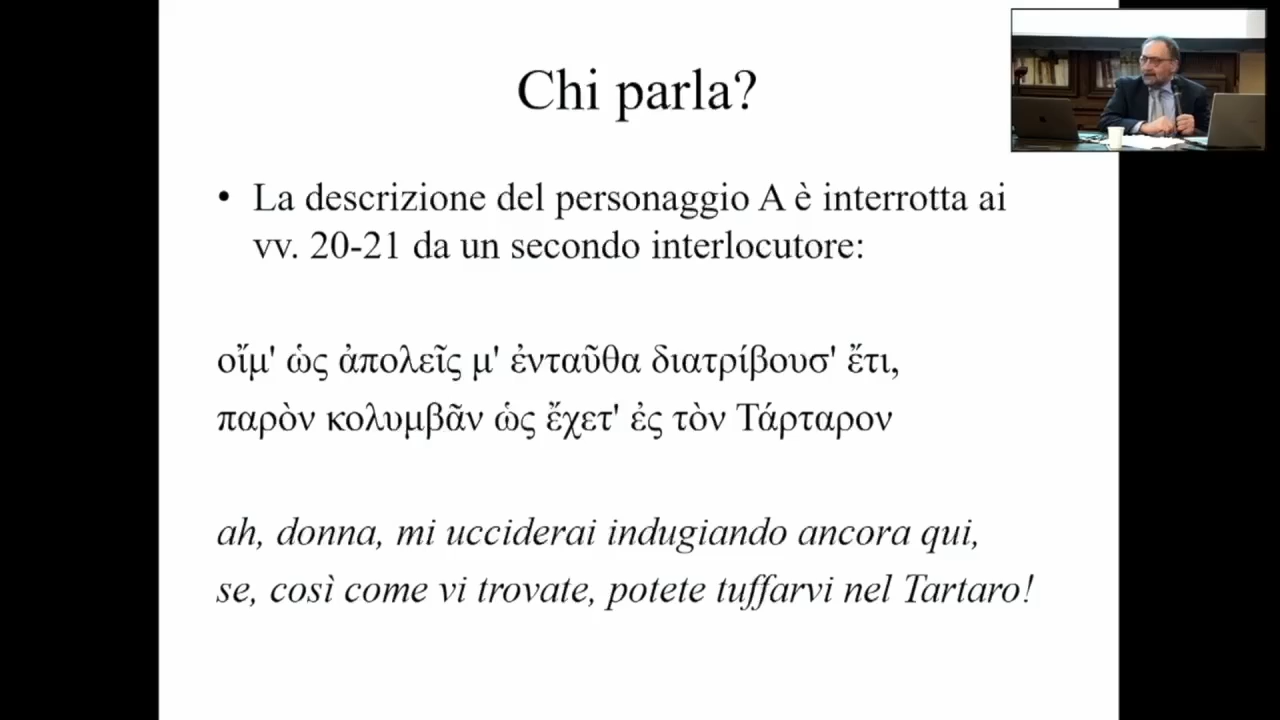 Chi parla?
• La descrizione del personaggio A è interrotta ai
vv. 20-21 da un secondo interlocutore:
οἴμ' ὡς ἀπολεῖς μ' ἐνταῦθα διατρίβουσ' ἔτι,
παρὸν κολυμβᾶν ὡς ἔχετ' ἐς τὸν Τάρταρον
ah, donna, mi ucciderai indugiando ancora qui,
se, così come vi trovate, potete tuffarvi nel Tartaro!